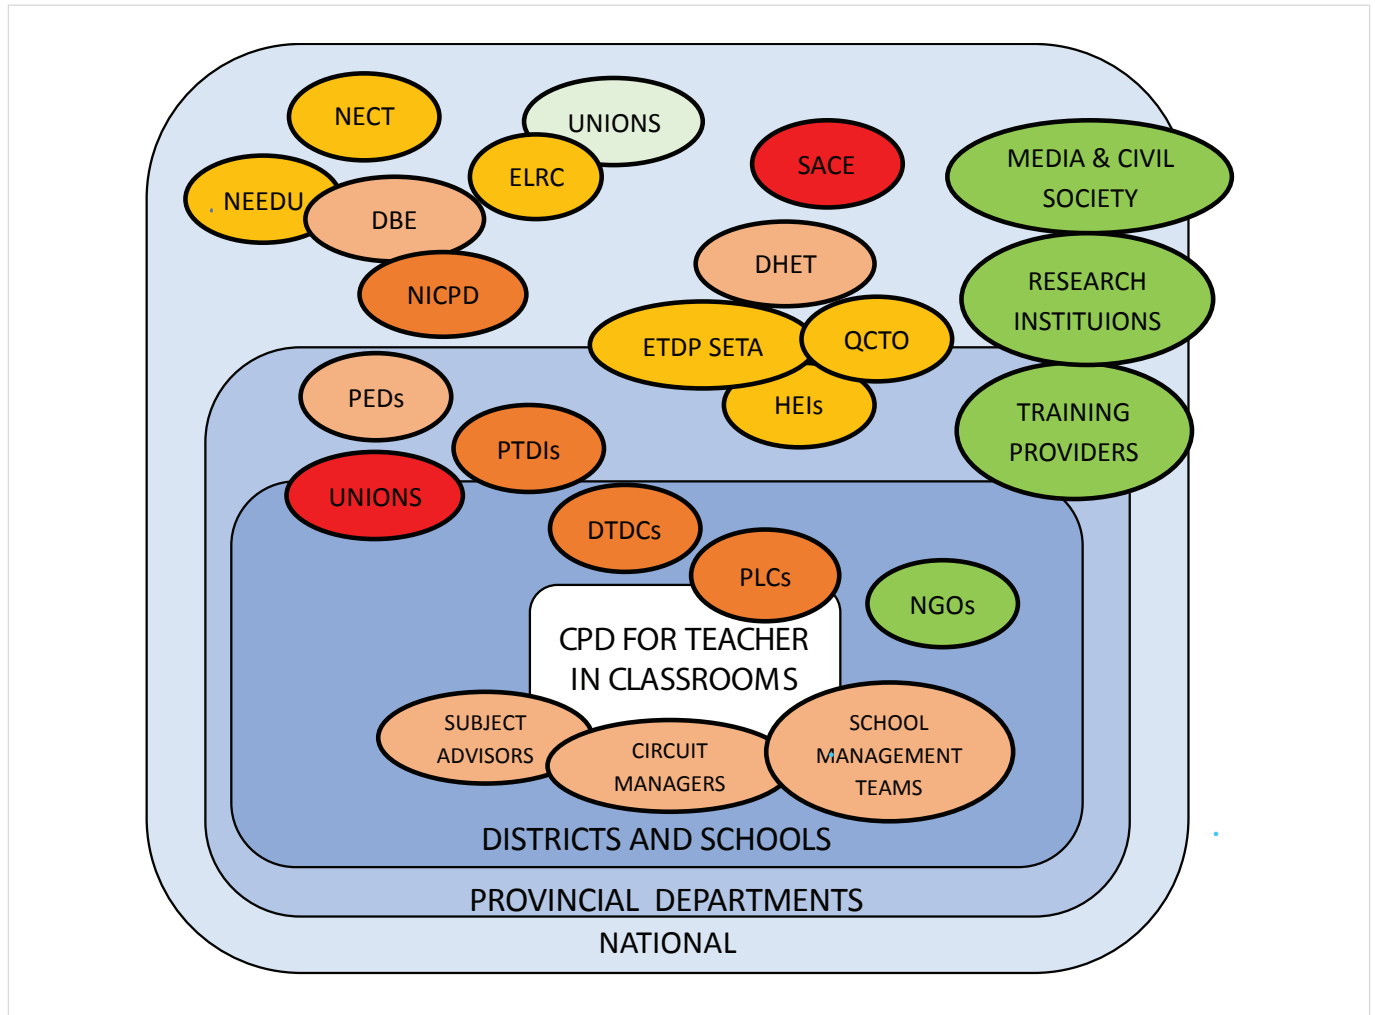 NECT
UNIONS
ELRC
SACE
MEDIA & CIVIL
SOCIETY
NEEDU
DBE
DHET
NICPD
RESEARCH
INSTITUIONS
ETDP SETA
QCTO
HEIs
PEDs
PTDIs
TRAINING
PROVIDERS
UNIONS
DTDCs
PLCs
NGOs
CPD FOR TEACHER
IN CLASSROOMS
SUBJECT
ADVISORS
CIRCUIT
MANAGERS
SCHOOL
MANAGEMENT
TEAMS
DISTRICTS AND SCHOOLS
PROVINCIAL DEPARTMENTS
NATIONAL